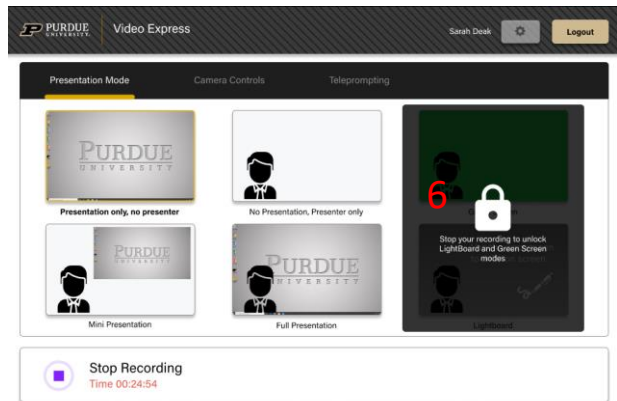 PURDUE
UNIVERSITY.
Video Express
Sarah Deak
Logout
Presentation Mode
Camera Controls
Teleprompting
PURDUE
UNIVERSITY
Presentation only, no presenter
No Presentation, Presenter only
6
Stop your recording to unlock
LightBoard and Green Screen
modes
PURDUE
Mini Presentation
PURDUE
UNIVERSITY
Full Presentation
Lightboard
Stop Recording
Time 00:24:54